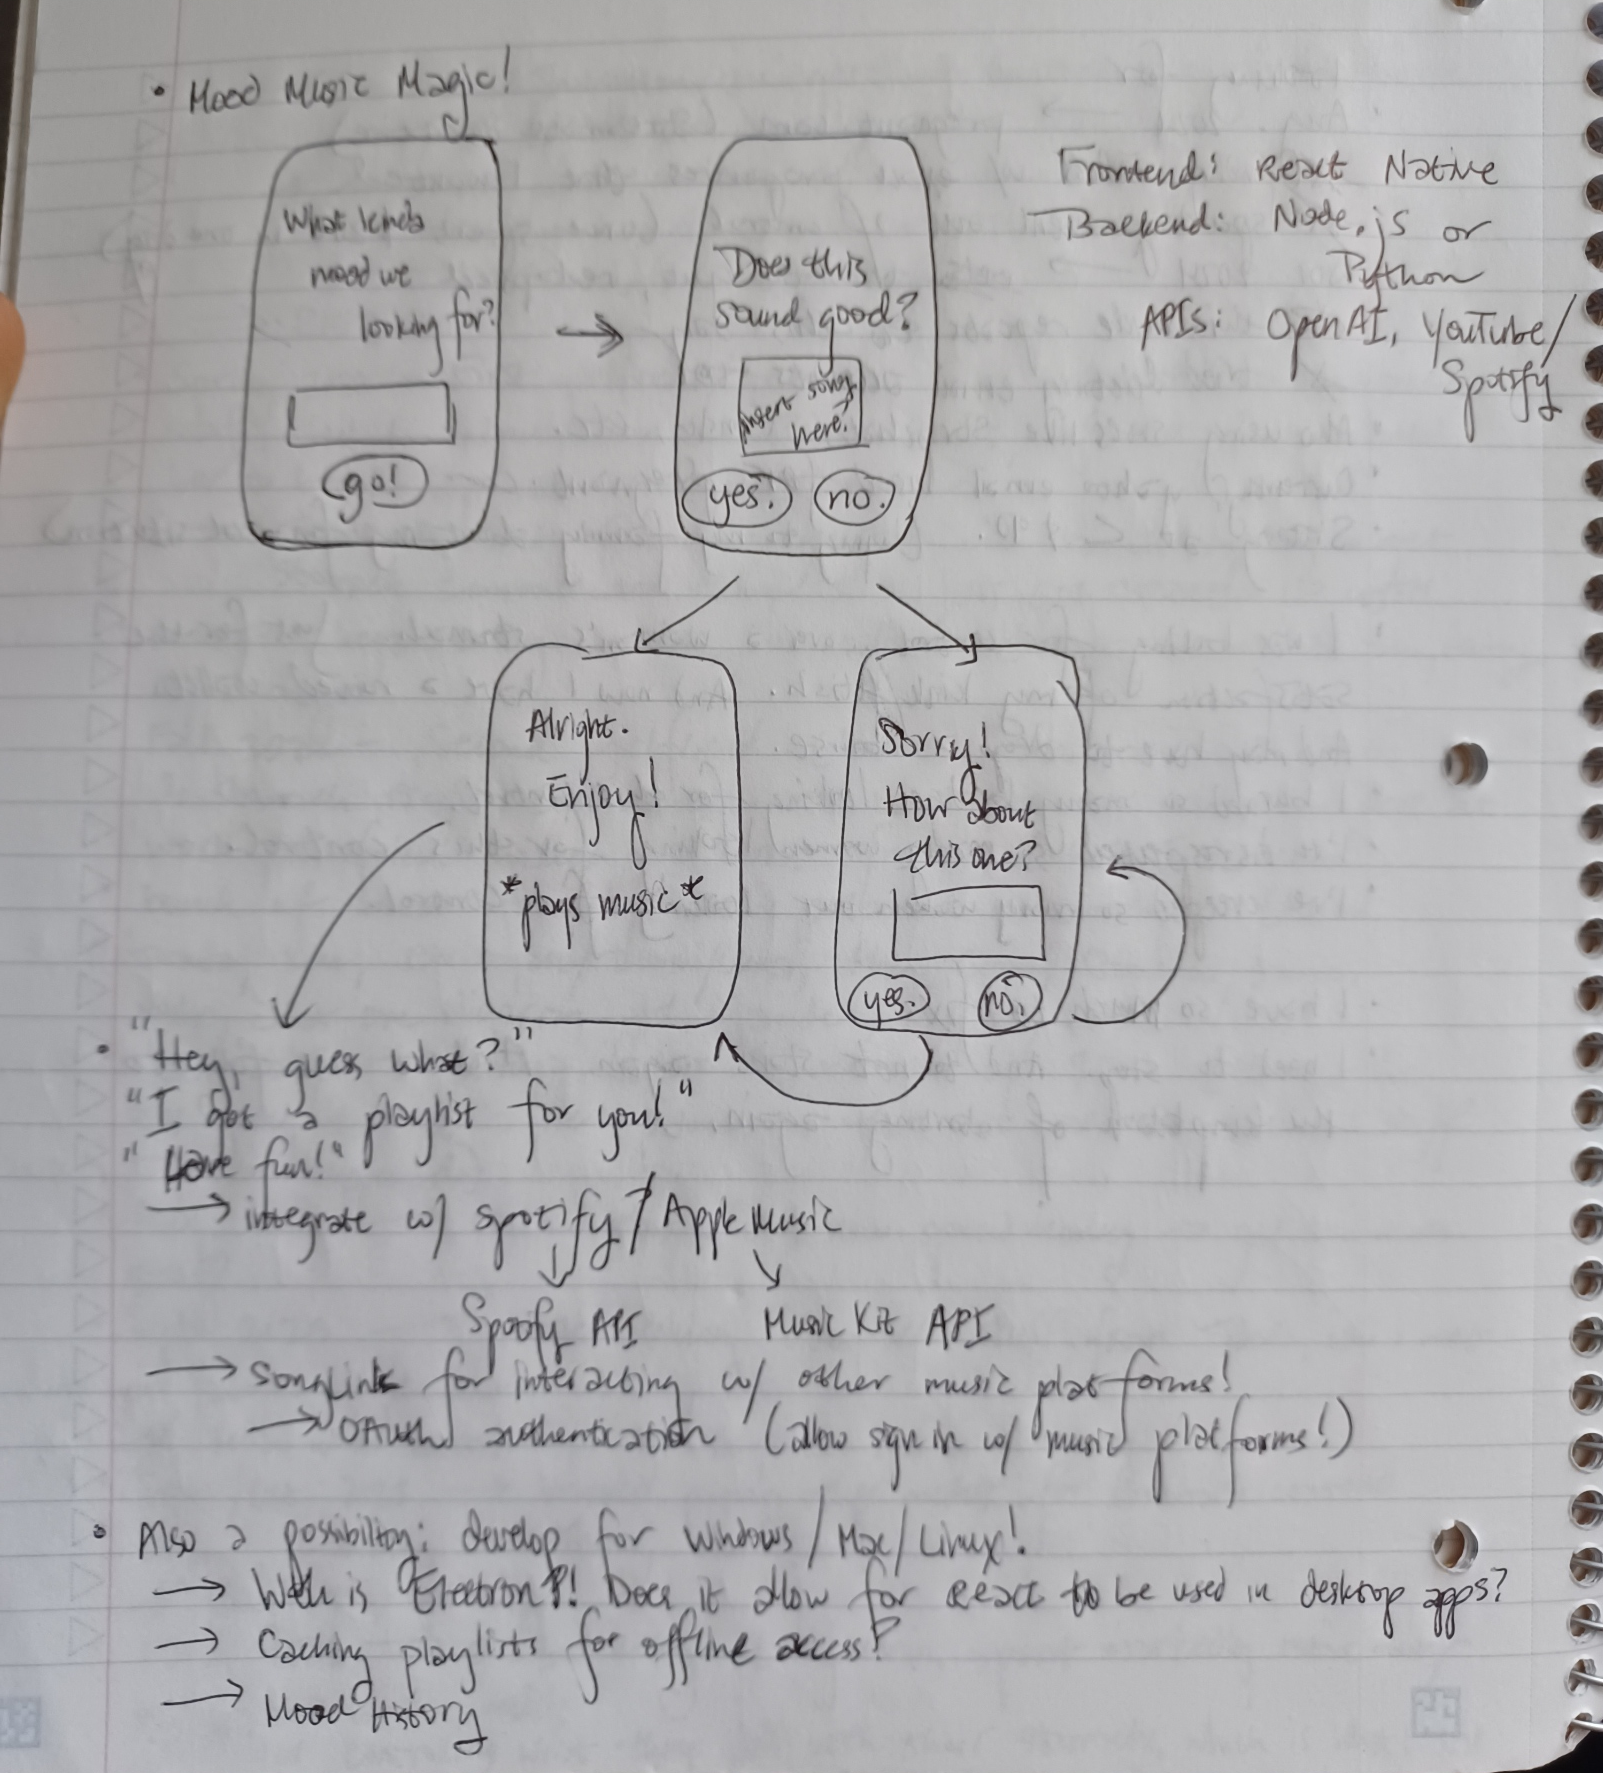 • Mood Music Magic!
What kinda
mood we
looking for?
go!
Does this
sound good?
insert song
here!
yes!
no.
Frontend: React Native
Backend: Node.js or
Python
APIs: OpenAI, YouTube/
Spotify
Alright.
Enjoy!
*plays music*
Sorry!
How about
this one?
yes.
no.
• "Hey, guess what?"
"I got a playlist for you!"
"Have fun!"
→ integrate w/ spotify / Apple Music
Spotify API
Music Kit API
→ SongLink for interacting w/ other music platforms!
→ OAuth authentication (allow sign in w/ music platforms!)
• Also a possibility: develop for Windows/Mac/Linux!
→ is Electron?! Does it allow for React to be used in desktop apps?
→ Caching playlists for offline access?
→ Mood History